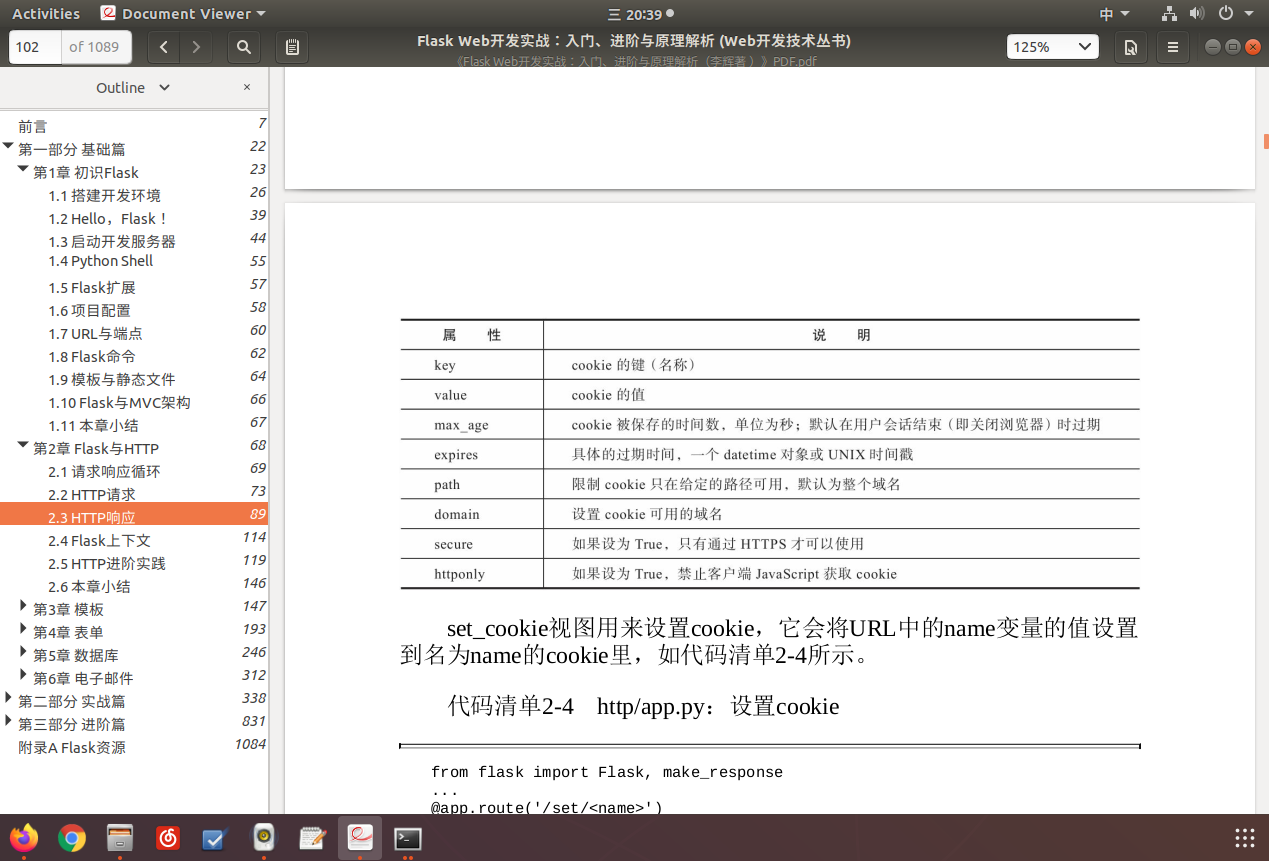 Activities
Document Viewer
三 20:39
中
102 of 1089
Flask Web开发实战：入门、进阶与原理解析 (Web开发技术丛书)
《Flask Web开发实战：入门、进阶与原理解析（李辉著 ）》PDF.pdf
125%
Outline
×
前言 7
第一部分 基础篇 22
第1章 初识Flask 23
1.1 搭建开发环境 26
1.2 Hello，Flask！ 39
1.3 启动开发服务器 44
1.4 Python Shell 55
1.5 Flask扩展 57
1.6 项目配置 58
1.7 URL与端点 60
1.8 Flask命令 62
1.9 模板与静态文件 64
1.10 Flask与MVC架构 66
1.11 本章小结 67
第2章 Flask与HTTP 68
2.1 请求响应循环 69
2.2 HTTP请求 73
2.3 HTTP响应 89
2.4 Flask上下文 114
2.5 HTTP进阶实践 119
2.6 本章小结 146
第3章 模板 147
第4章 表单 193
第5章 数据库 246
第6章 电子邮件 312
第二部分 实战篇 338
第三部分 进阶篇 831
附录A Flask资源 1084
属 性 说 明
key cookie 的键（名称）
value cookie 的值
max_age cookie 被保存的时间数，单位为秒；默认在用户会话结束（即关闭浏览器）时过期
expires 具体的过期时间，一个 datetime 对象或 UNIX 时间戳
path 限制 cookie 只在给定的路径可用，默认为整个域名
domain 设置 cookie 可用的域名
secure 如果设为 True，只有通过 HTTPS 才可以使用
httponly 如果设为 True，禁止客户端 JavaScript 获取 cookie
set_cookie视图用来设置cookie，它会将URL中的name变量的值设置
到名为name的cookie里，如代码清单2-4所示。
代码清单2-4 http/app.py：设置cookie
from flask import Flask, make_response
...
@app.route('/set/<name>')